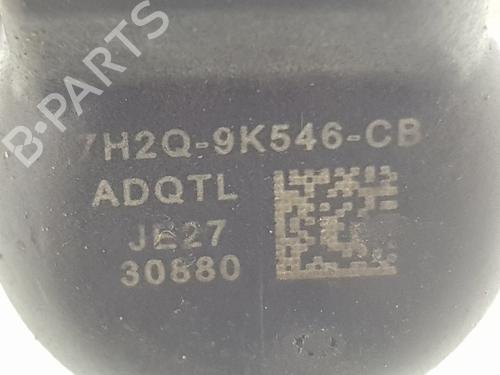 B-PARTS
7H2Q-9K546-CB
ADQTL
JE27
30880